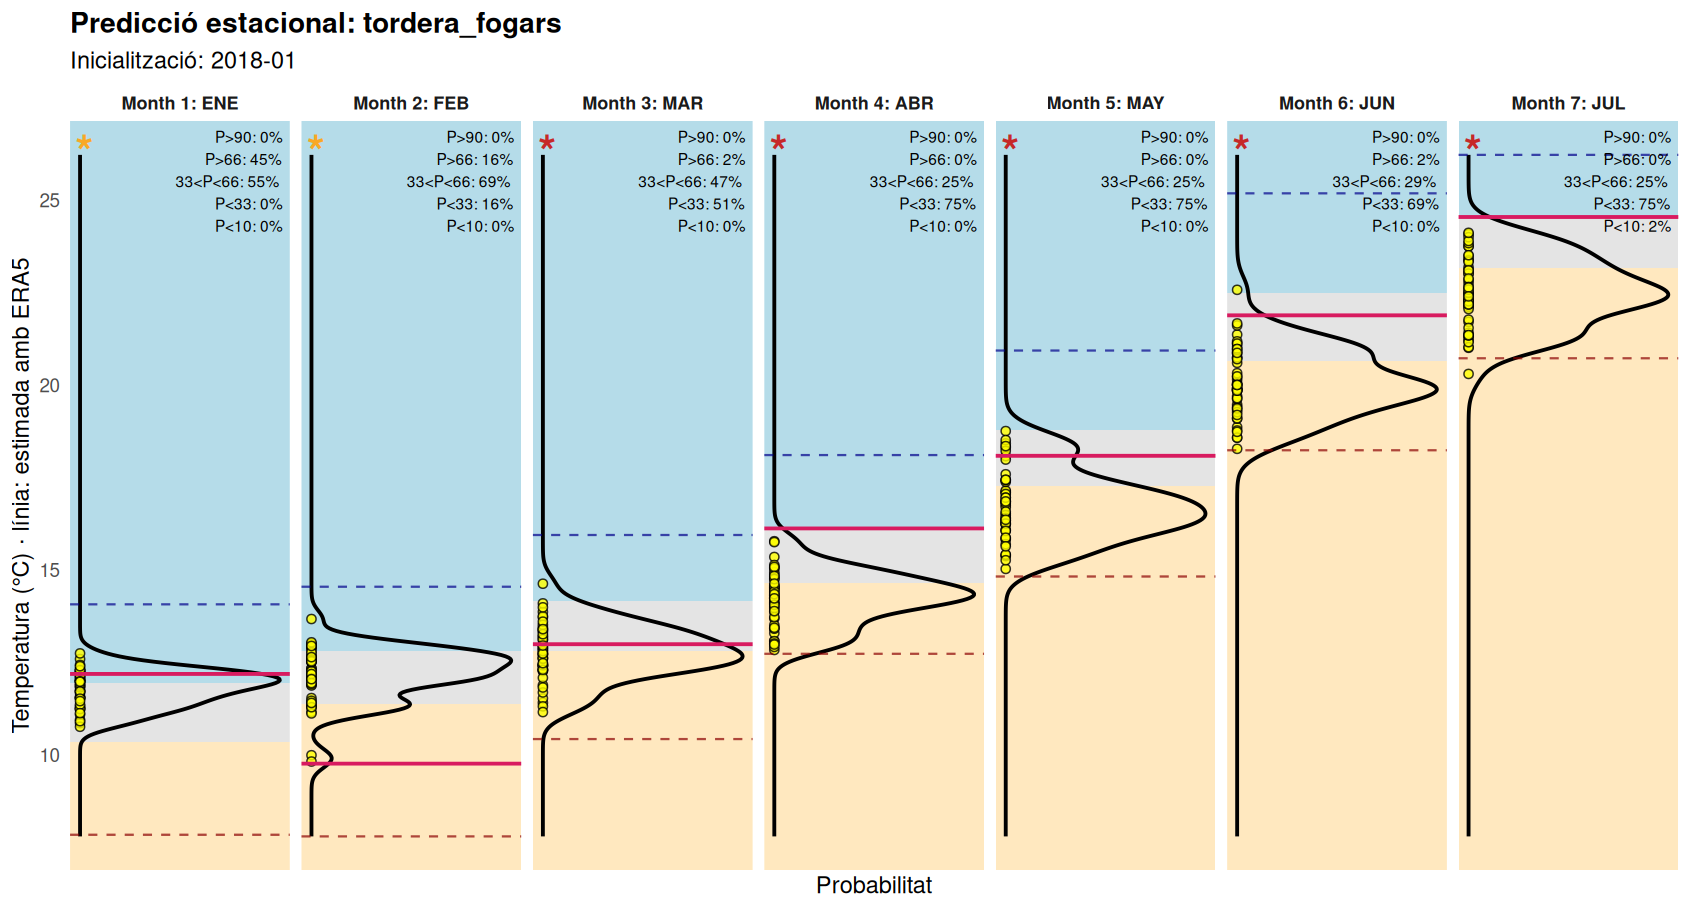 Predicció estacional: tordera_fogars
Inicialització: 2018-01
Month 1: ENE
Month 2: FEB
Month 3: MAR
Month 4: ABR
Month 5: MAY
Month 6: JUN
Month 7: JUL
*
P>90: 0%
P>66: 45%
33<P<66: 55%
P<33: 0%
P<10: 0%
*
P>90: 0%
P>66: 16%
33<P<66: 69%
P<33: 16%
P<10: 0%
*
P>90: 0%
P>66: 2%
33<P<66: 47%
P<33: 51%
P<10: 0%
*
P>90: 0%
P>66: 0%
33<P<66: 25%
P<33: 75%
P<10: 0%
*
P>90: 0%
P>66: 0%
33<P<66: 25%
P<33: 75%
P<10: 0%
*
P>90: 0%
P>66: 2%
33<P<66: 29%
P<33: 69%
P<10: 0%
*
P>90: 0%
P>66: 0%
33<P<66: 25%
P<33: 75%
P<10: 2%
25
20
15
10
Temperatura (°C) · línia: estimada amb ERA5
Probabilitat